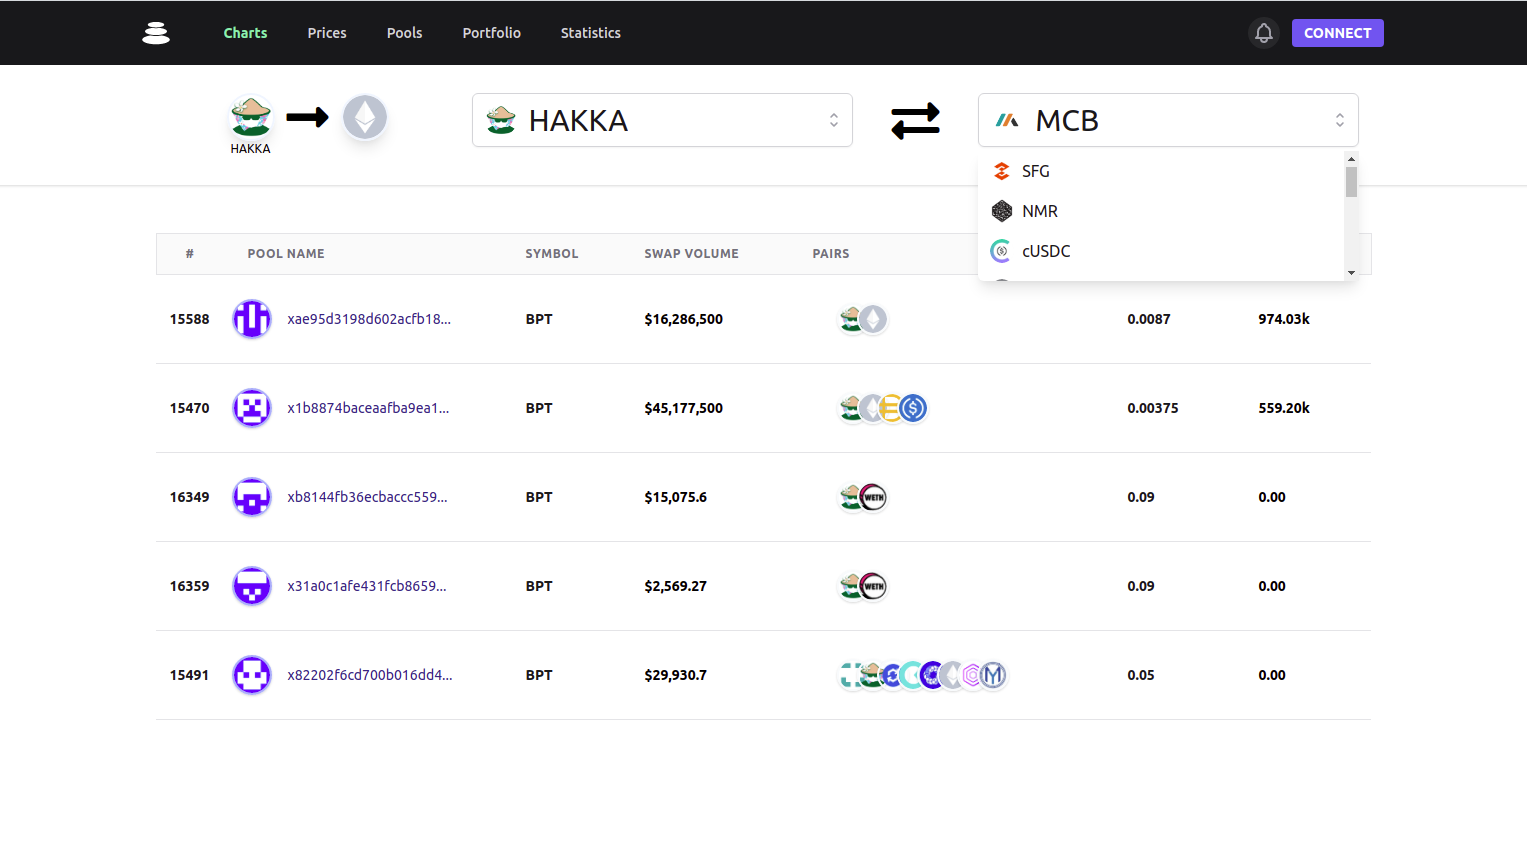 Charts Prices Pools Portfolio Statistics CONNECT
HAKKA
HAKKA MCB
SFG
NMR
cUSDC
# POOL NAME SYMBOL SWAP VOLUME PAIRS
15588 xae95d3198d602acfb18... BPT $16,286,500 0.0087 974.03k
15470 x1b8874baceaafba9ea1... BPT $45,177,500 0.00375 559.20k
16349 xb8144fb36ecbaccc559... BPT $15,075.6 WETH 0.09 0.00
16359 x31a0c1afe431fcb8659... BPT $2,569.27 WETH 0.09 0.00
15491 x82202f6cd700b016dd4... BPT $29,930.7 0.05 0.00